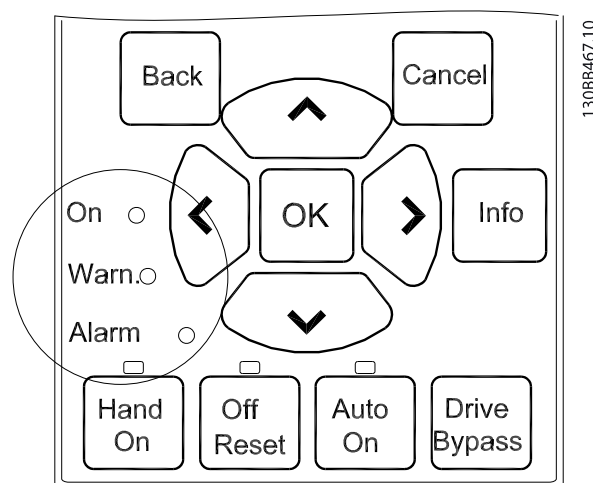 Back
Cancel
130BB467.10
On
OK
Info
Warn.
Alarm
Hand
On
Off
Reset
Auto
On
Drive
Bypass